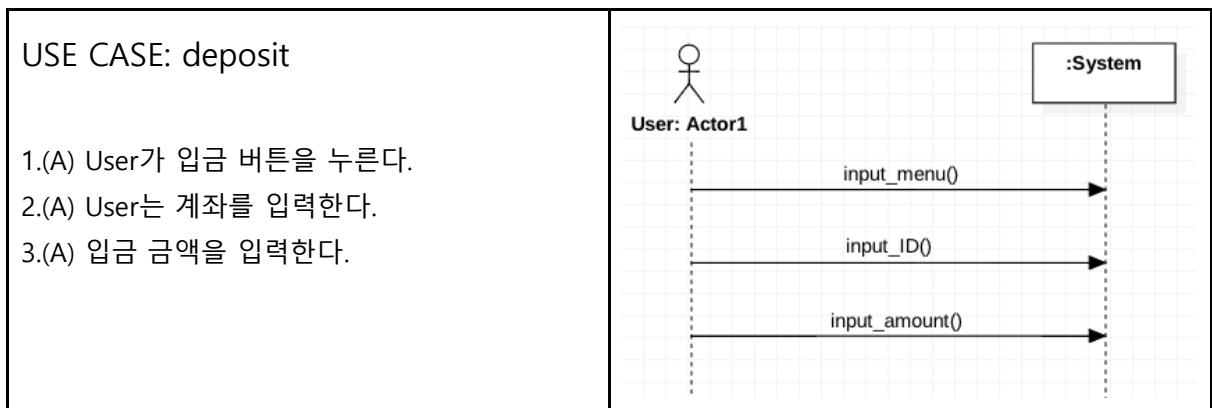 USE CASE: deposit
1.(A) User가 입금 버튼을 누른다.
2.(A) User는 계좌를 입력한다.
3.(A) 입금 금액을 입력한다.
:System
User: Actor1
input_menu()
input_ID()
input_amount()